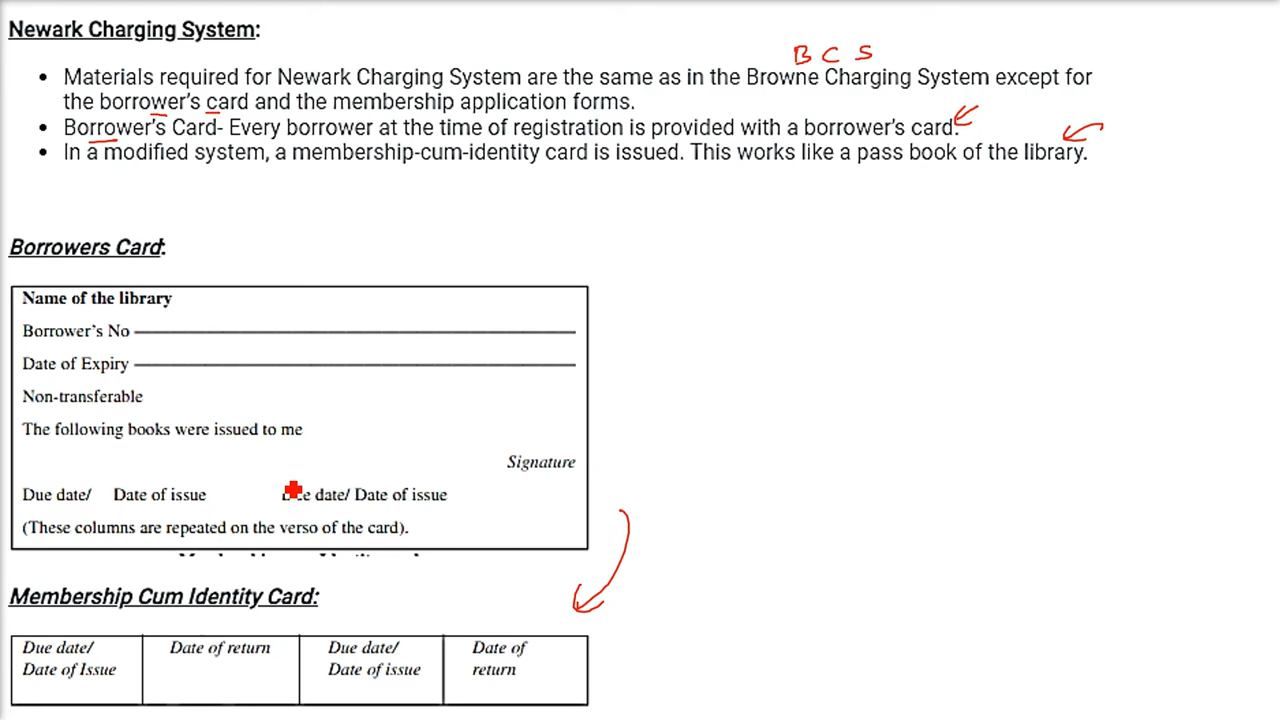 Newark Charging System:
B C S
• Materials required for Newark Charging System are the same as in the Browne Charging System except for
the borrower's card and the membership application forms.
• Borrower's Card- Every borrower at the time of registration is provided with a borrower's card.
• In a modified system, a membership-cum-identity card is issued. This works like a pass book of the library.
Borrowers Card:
Name of the library
Borrower's No
Date of Expiry
Non-transferable
The following books were issued to me
Signature
Due date/ Date of issue date/ Date of issue
(These columns are repeated on the verso of the card).
Membership Cum Identity Card:
Due date/ Date of return Due date/ Date of
Date of Issue Date of issue return